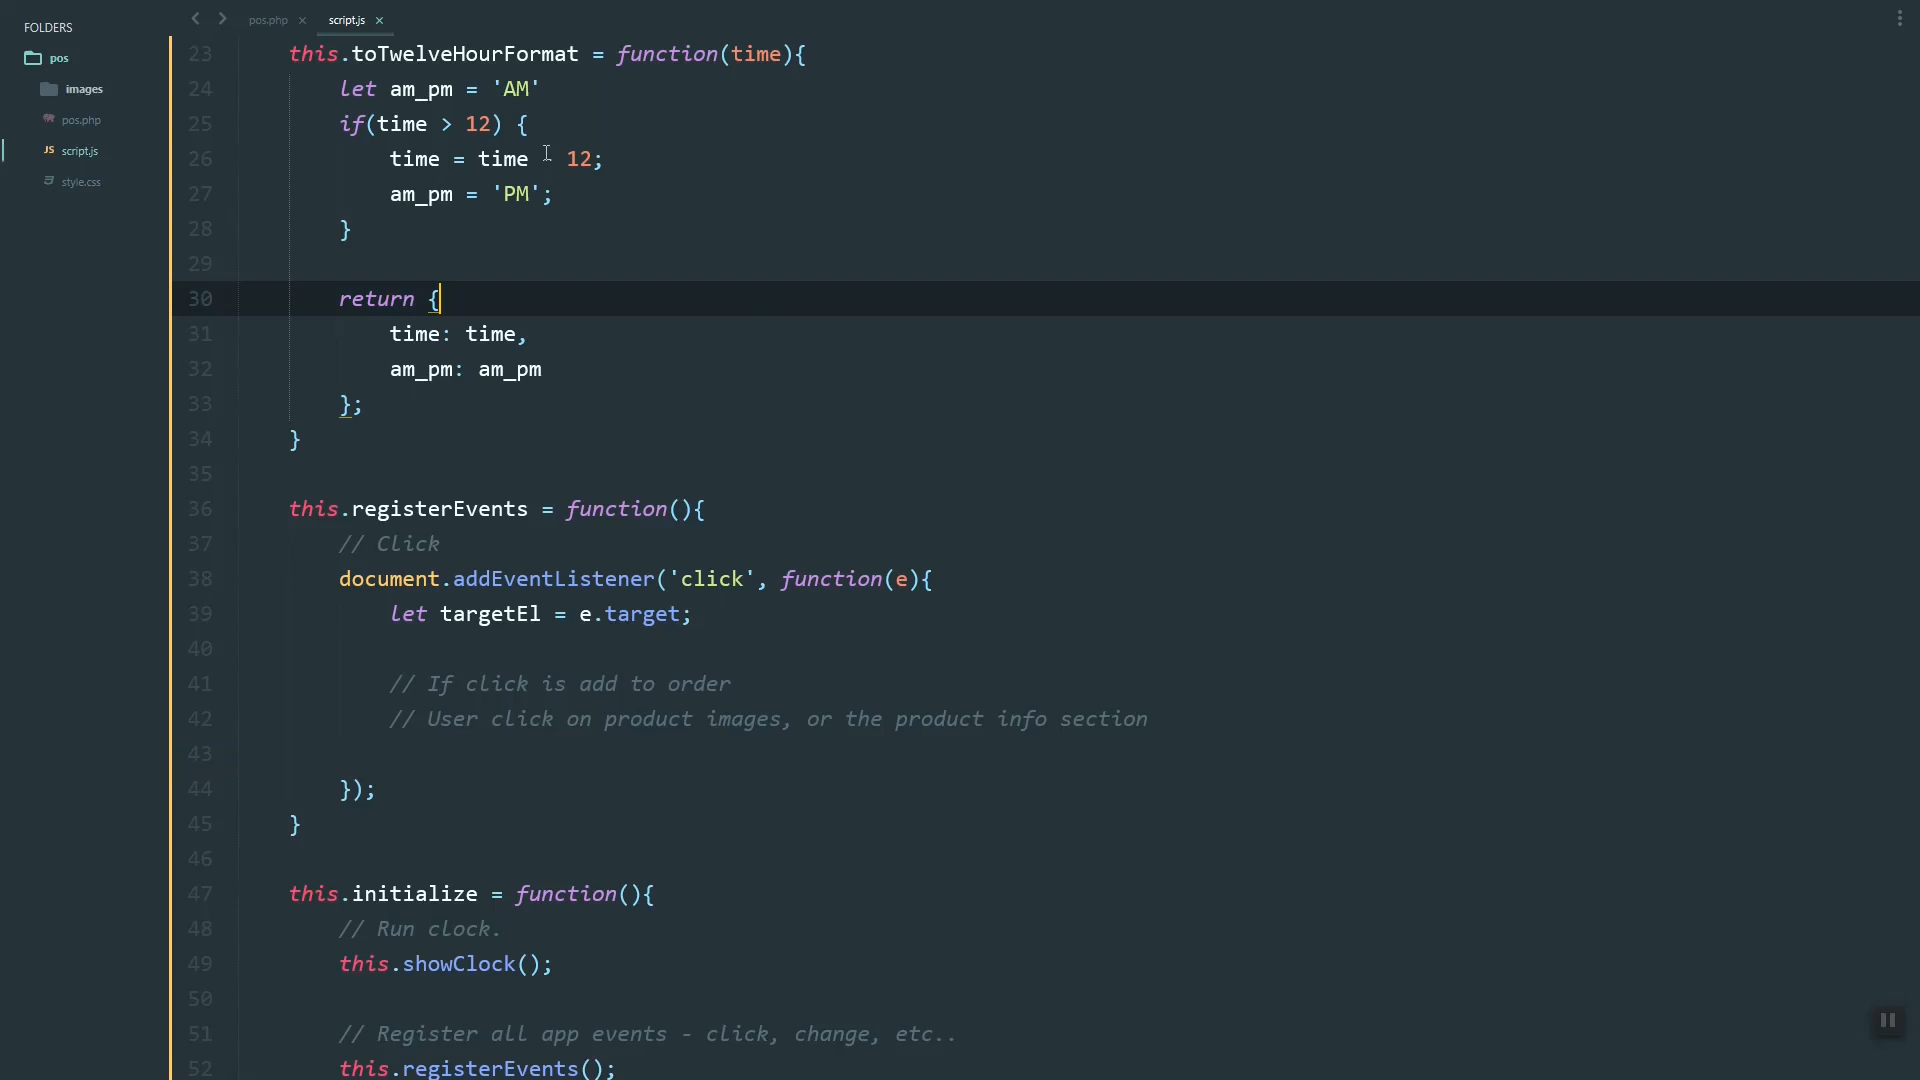 FOLDERS
pos
images
pos.php
JS script.js
style.css
pos.php × script.js ×
23 this.toTwelveHourFormat = function(time){
24 let am_pm = 'AM'
25 if(time > 12) {
26 time = time 12;
27 am_pm = 'PM';
28 }
29
30 return {
31 time: time,
32 am_pm: am_pm
33 };
34 }
35
36 this.registerEvents = function(){
37 // Click
38 document.addEventListener('click', function(e){
39 let targetEl = e.target;
40
41 // If click is add to order
42 // User click on product images, or the product info section
43
44 });
45 }
46
47 this.initialize = function(){
48 // Run clock.
49 this.showClock();
50
51 // Register all app events - click, change, etc..
52 this.registerEvents();